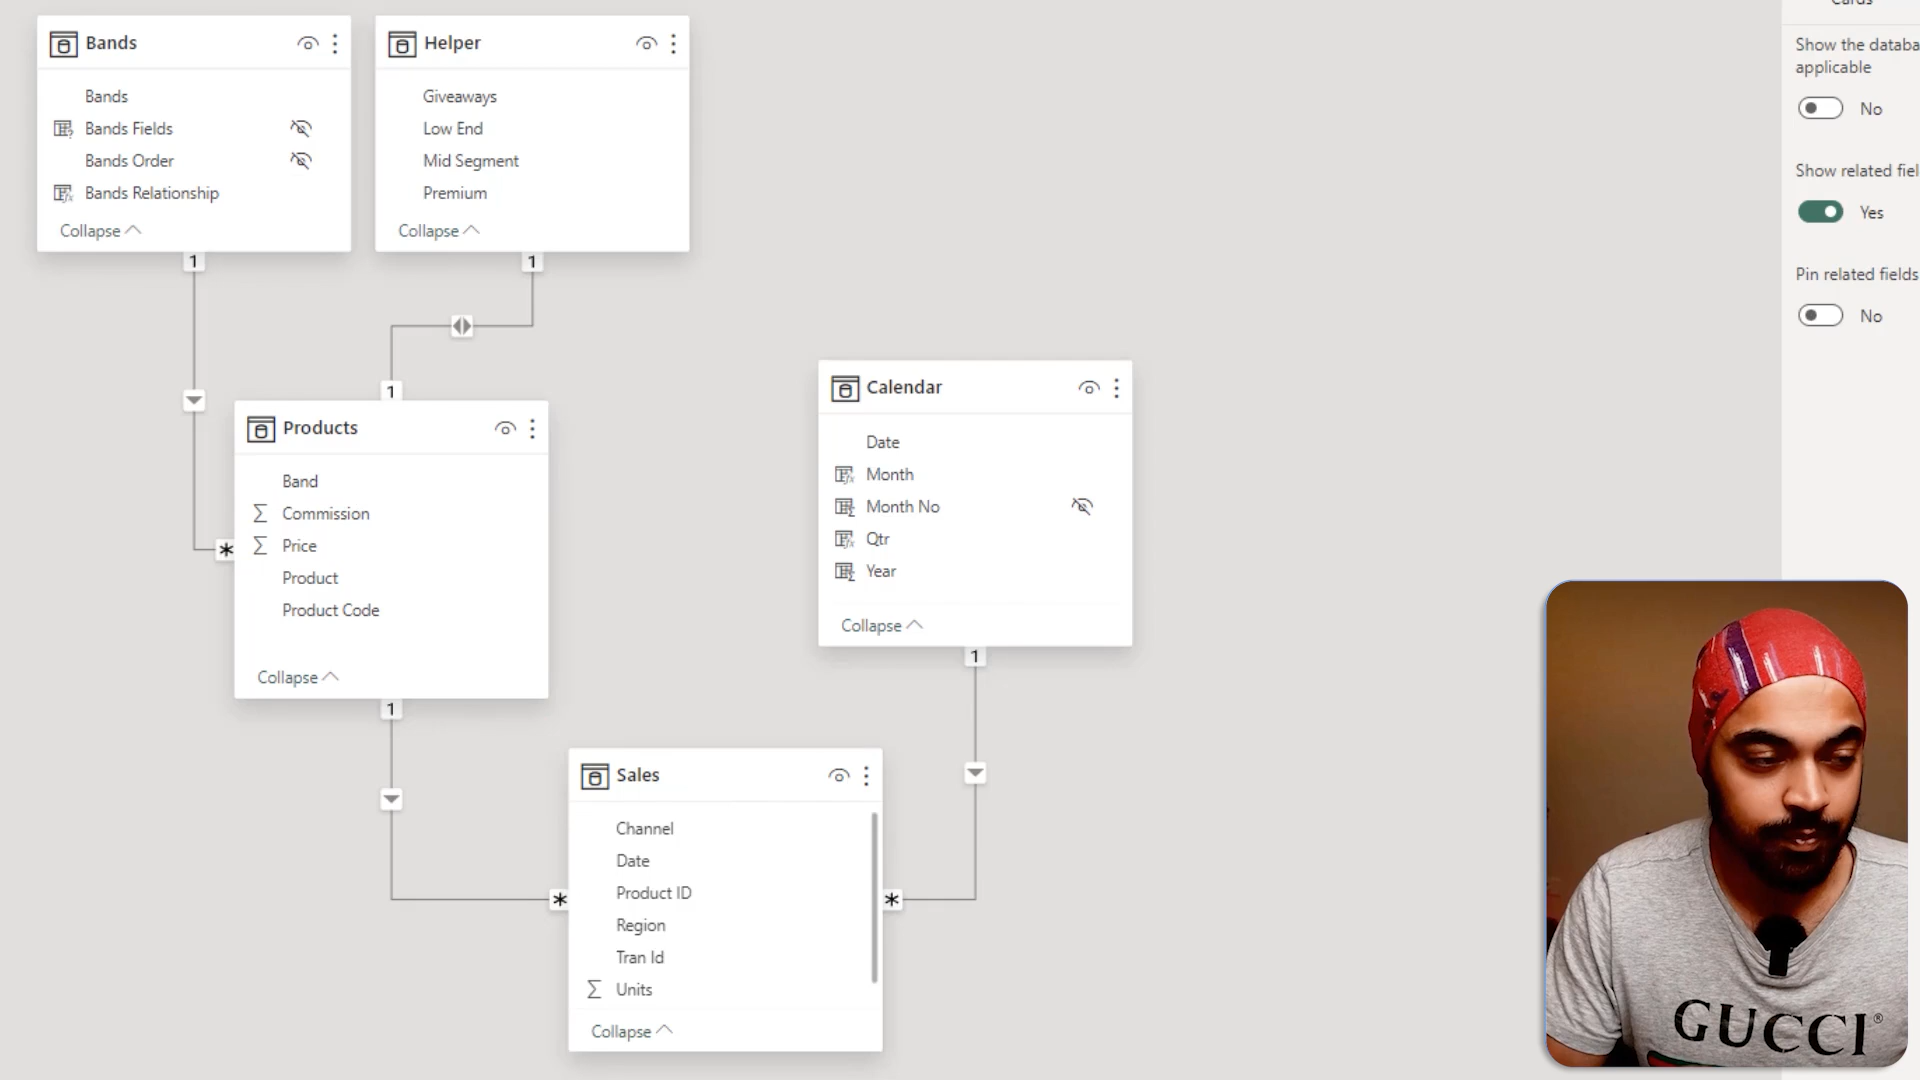 Bands
Bands
Bands Fields
Bands Order
Bands Relationship
Collapse
1
Helper
Giveaways
Low End
Mid Segment
Premium
Collapse
1
1
Products
Band
Commission
Price
Product
Product Code
Collapse
*
1
Calendar
Date
Month
Month No
Qtr
Year
Collapse
1
Sales
Channel
Date
Product ID
Region
Tran Id
Units
Collapse
*
*
Cards
Show the databa
applicable
No
Show related fiel
Yes
Pin related fields
No
GUCCI®